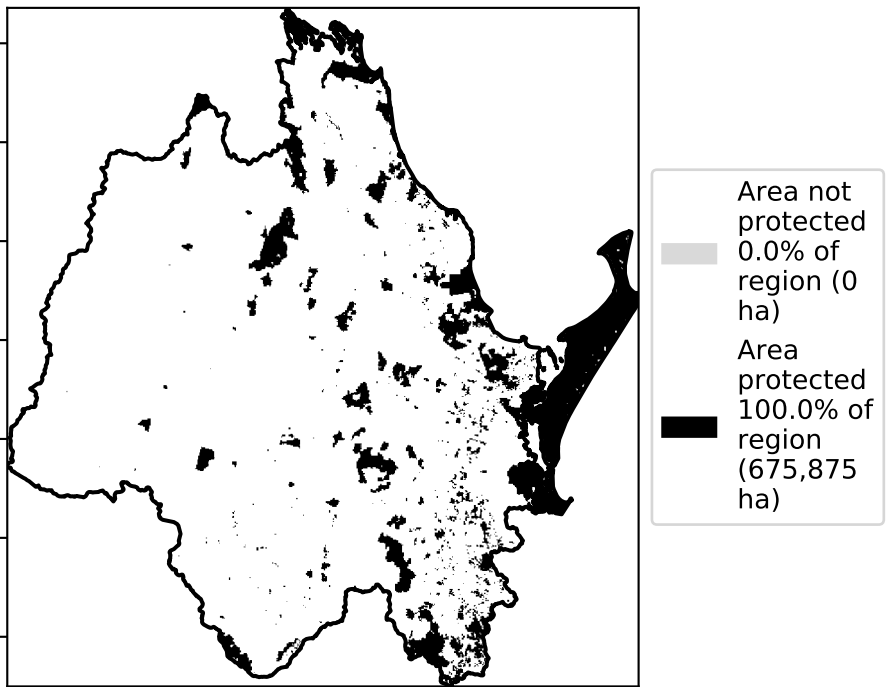 Area not
protected
0.0% of
region (0
ha)
Area
protected
100.0% of
region
(675,875
ha)